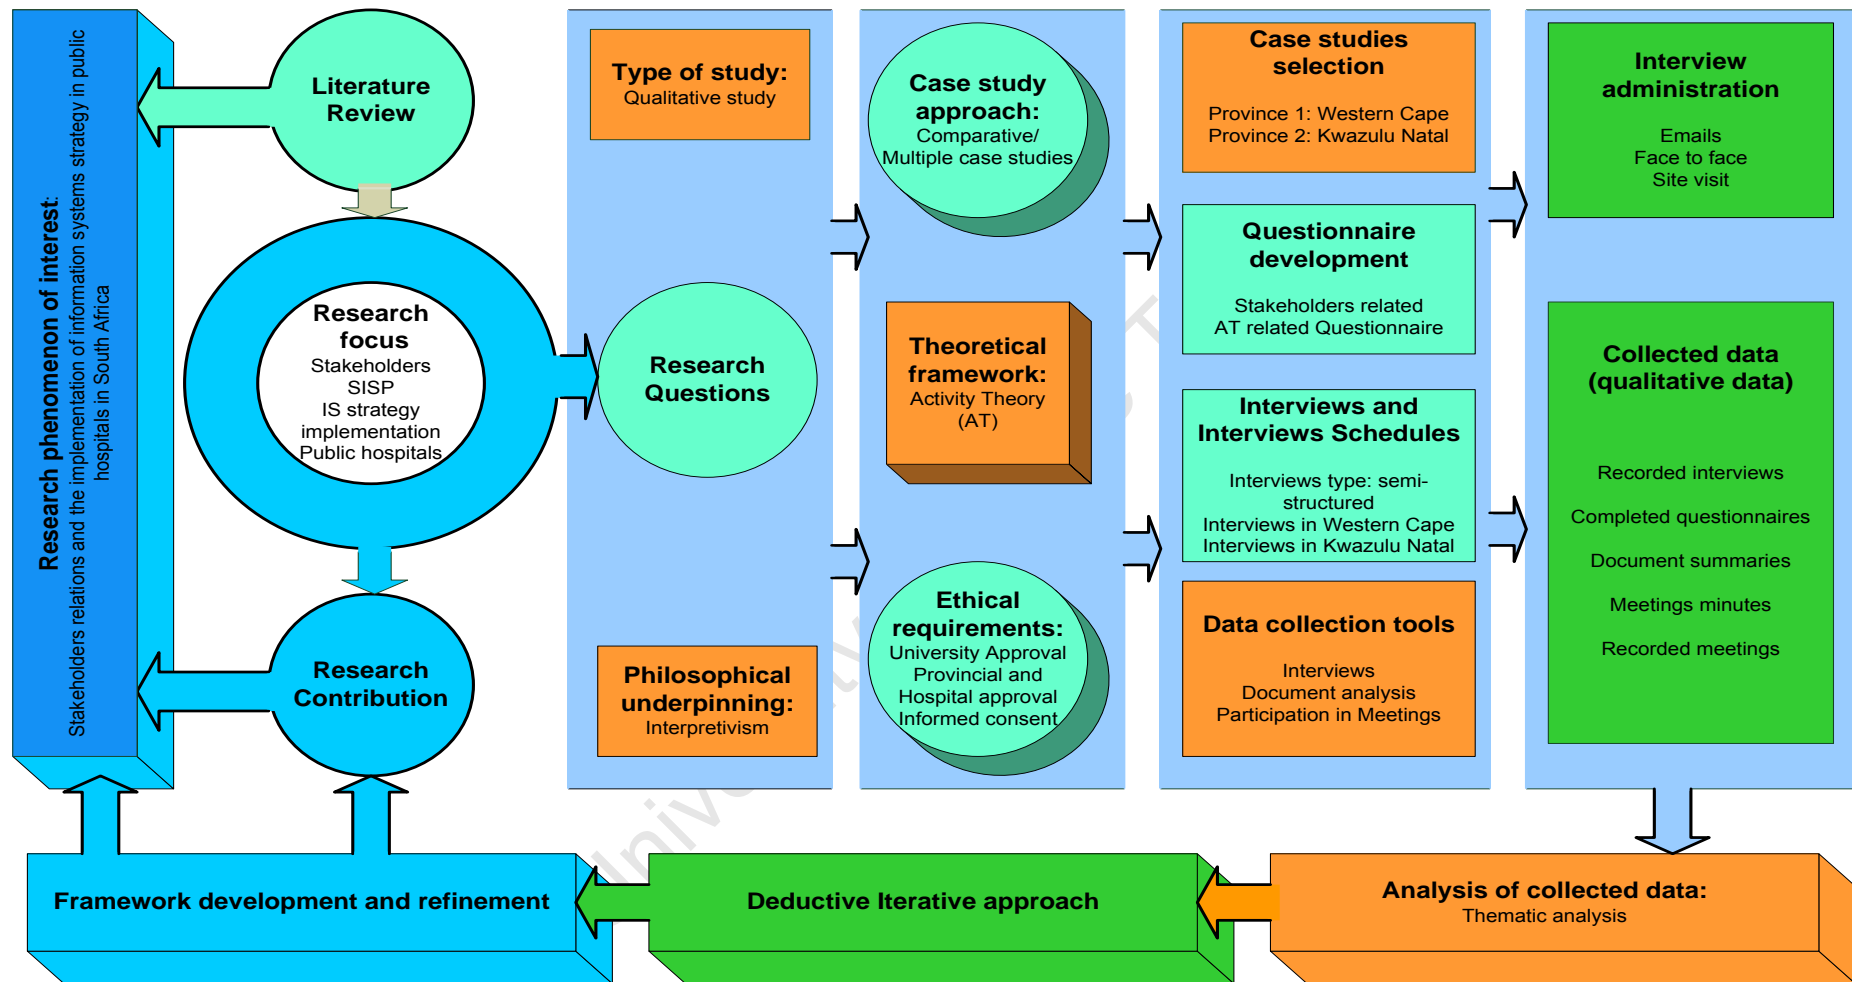 Research phenomenon of interest:
Stakeholders relations and the implementation of information systems strategy in public
hospitals in South Africa
Literature
Review
Research
focus
Stakeholders
SISP
IS strategy
implementation
Public hospitals
Research
Contribution
Type of study:
Qualitative study
Research
Questions
Philosophical
underpinning:
Interpretivism
Case study
approach:
Comparative/
Multiple case studies
Theoretical
framework:
Activity Theory
(AT)
Ethical
requirements:
University Approval
Provincial and
Hospital approval
Informed consent
Case studies
selection
Province 1: Western Cape
Province 2: Kwazulu Natal
Questionnaire
development
Stakeholders related
AT related Questionnaire
Interviews and
Interviews Schedules
Interviews type: semi-
structured
Interviews in Western Cape
Interviews in Kwazulu Natal
Data collection tools
Interviews
Document analysis
Participation in Meetings
Interview
administration
Emails
Face to face
Site visit
Collected data
(qualitative data)
Recorded interviews
Completed questionnaires
Document summaries
Meetings minutes
Recorded meetings
Analysis of collected data:
Thematic analysis
Deductive Iterative approach
Framework development and refinement